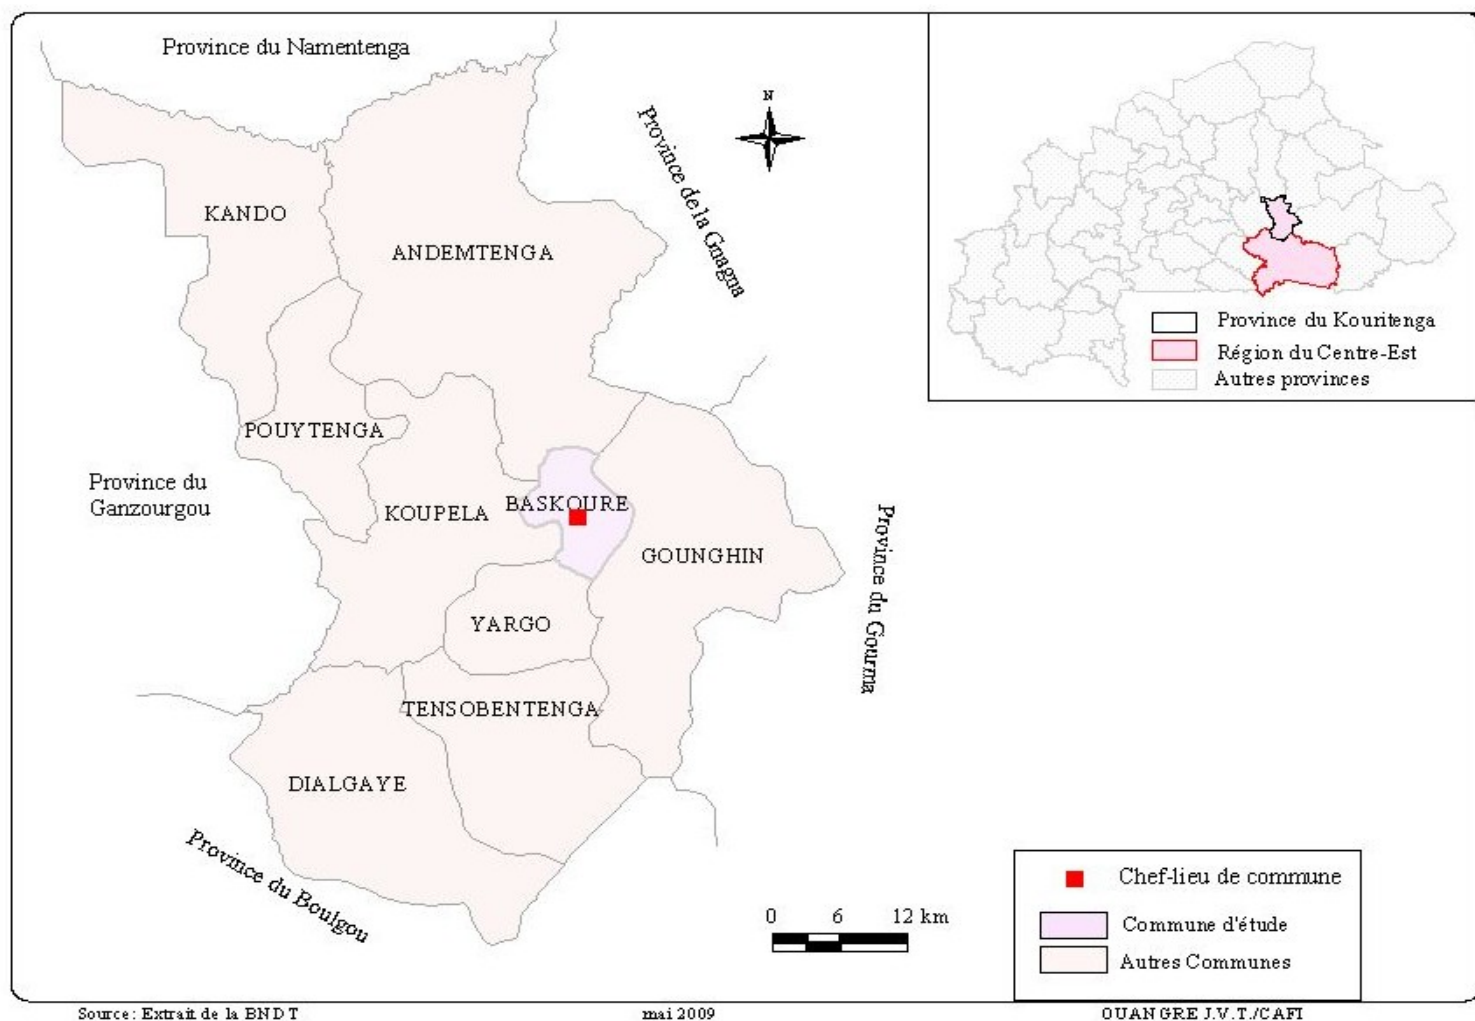 Province du Namentenga
N
Province de la Gnagna
KANDO
ANDEMTENGA
Province du Kouritenga
Région du Centre-Est
Autres provinces
POUYTENGA
Province du
Ganzourgou
KOUPELA
BASKOURE
GOUNGHIN
Province du Gourma
YARGO
TENSOBENTENGA
DIALGAYE
Province du Boulgou
0 6 12 km
Chef-lieu de commune
Commune d'étude
Autres Communes
Source: Extrait de la BNDT
mai 2009
OUANGRE J.V.T./CAFI